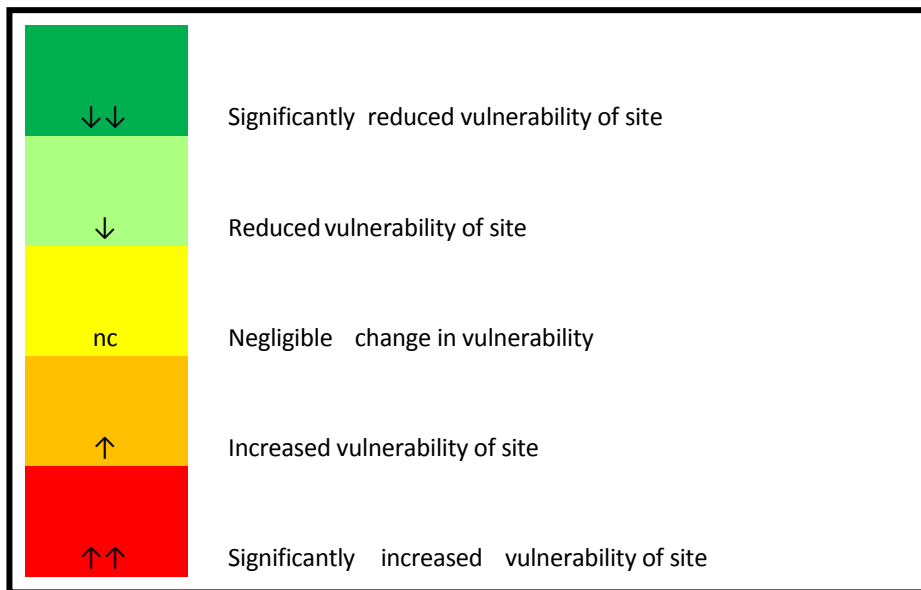 ↓↓ Significantly reduced vulnerability of site
↓ Reduced vulnerability of site
nc Negligible change in vulnerability
↑ Increased vulnerability of site
↑↑ Significantly increased vulnerability of site